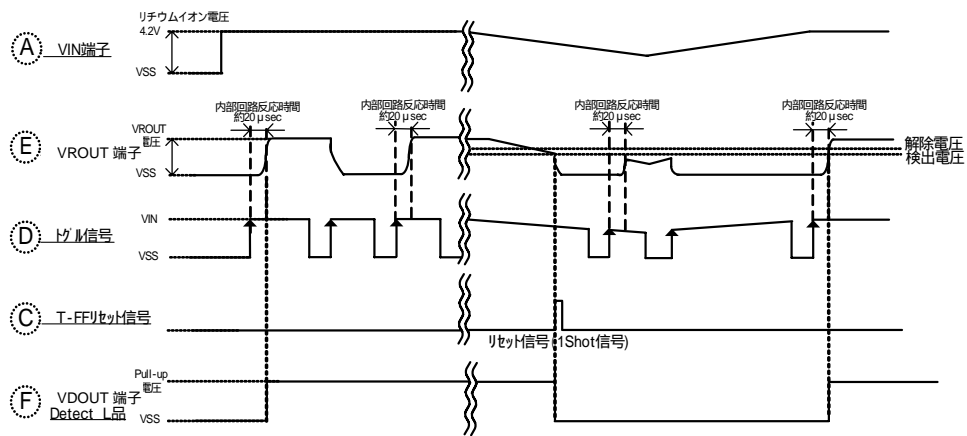 リチウムイオン電圧
4.2V
A VIN端子
VSS
内部回路反応時間
約20μsec
内部回路反応時間
約20μsec
内部回路反応時間
約20μsec
内部回路反応時間
約20μsec
VROUT
電圧
E VROUT 端子
VSS
解除電圧
検出電圧
VIN
D トグル信号
VSS
C T-FFリセット信号
リセット信号(1Shot信号)
Pull-up
電圧
F VDOUT 端子
Detect L品
VSS